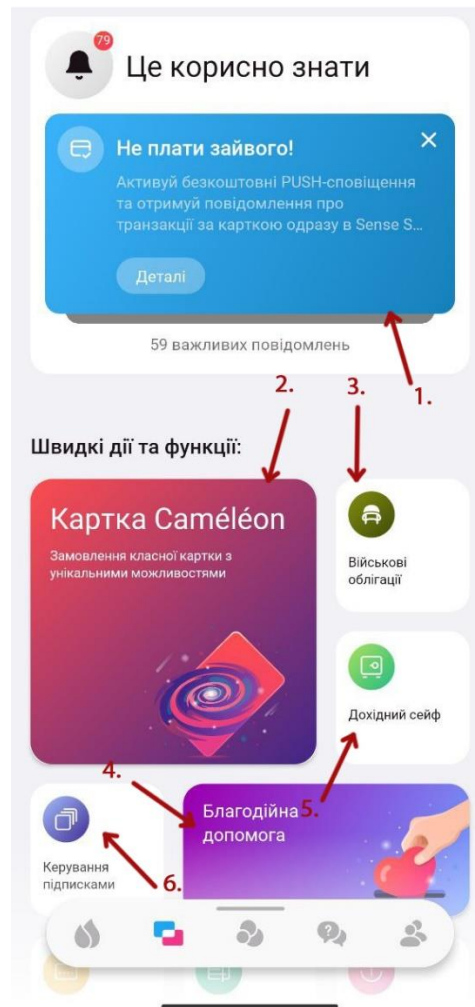 79
Це корисно знати
Не плати зайвого!
Активуй безкоштовні PUSH-сповіщення
та отримуй повідомлення про
транзакції за карткою одразу в Sense S...
Деталі
59 важливих повідомлень
1.
2.
3.
Швидкі дії та функції:
Картка Caméléon
Замовлення класної картки з
унікальними можливостями
Військові
облігації
Дохідний сейф
4.
5.
Благодійна
допомога
Керування
підписками
6.